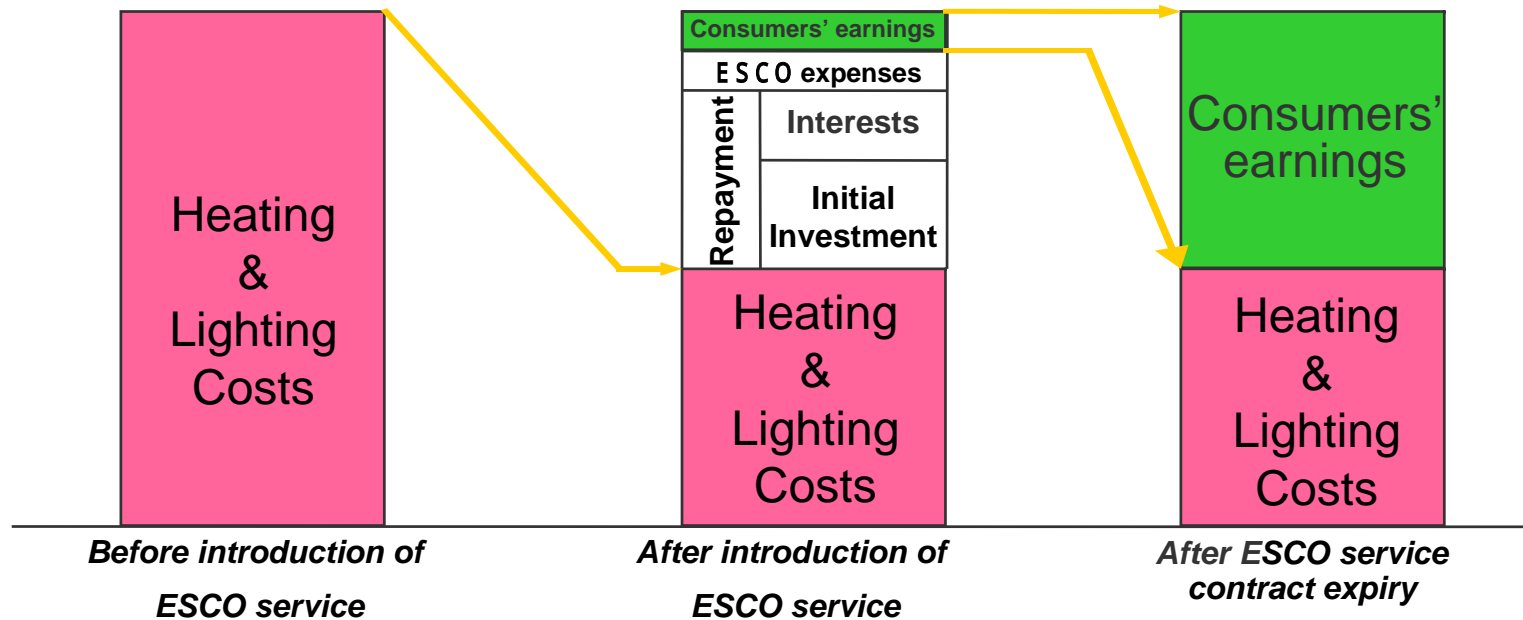 Heating
&
Lighting
Costs
Before introduction of
ESCO service
Consumers’ earnings
ESCO expenses
Repayment
Interests
Initial
Investment
Heating
&
Lighting
Costs
After introduction of
ESCO service
Consumers’
earnings
Heating
&
Lighting
Costs
After ESCO service
contract expiry